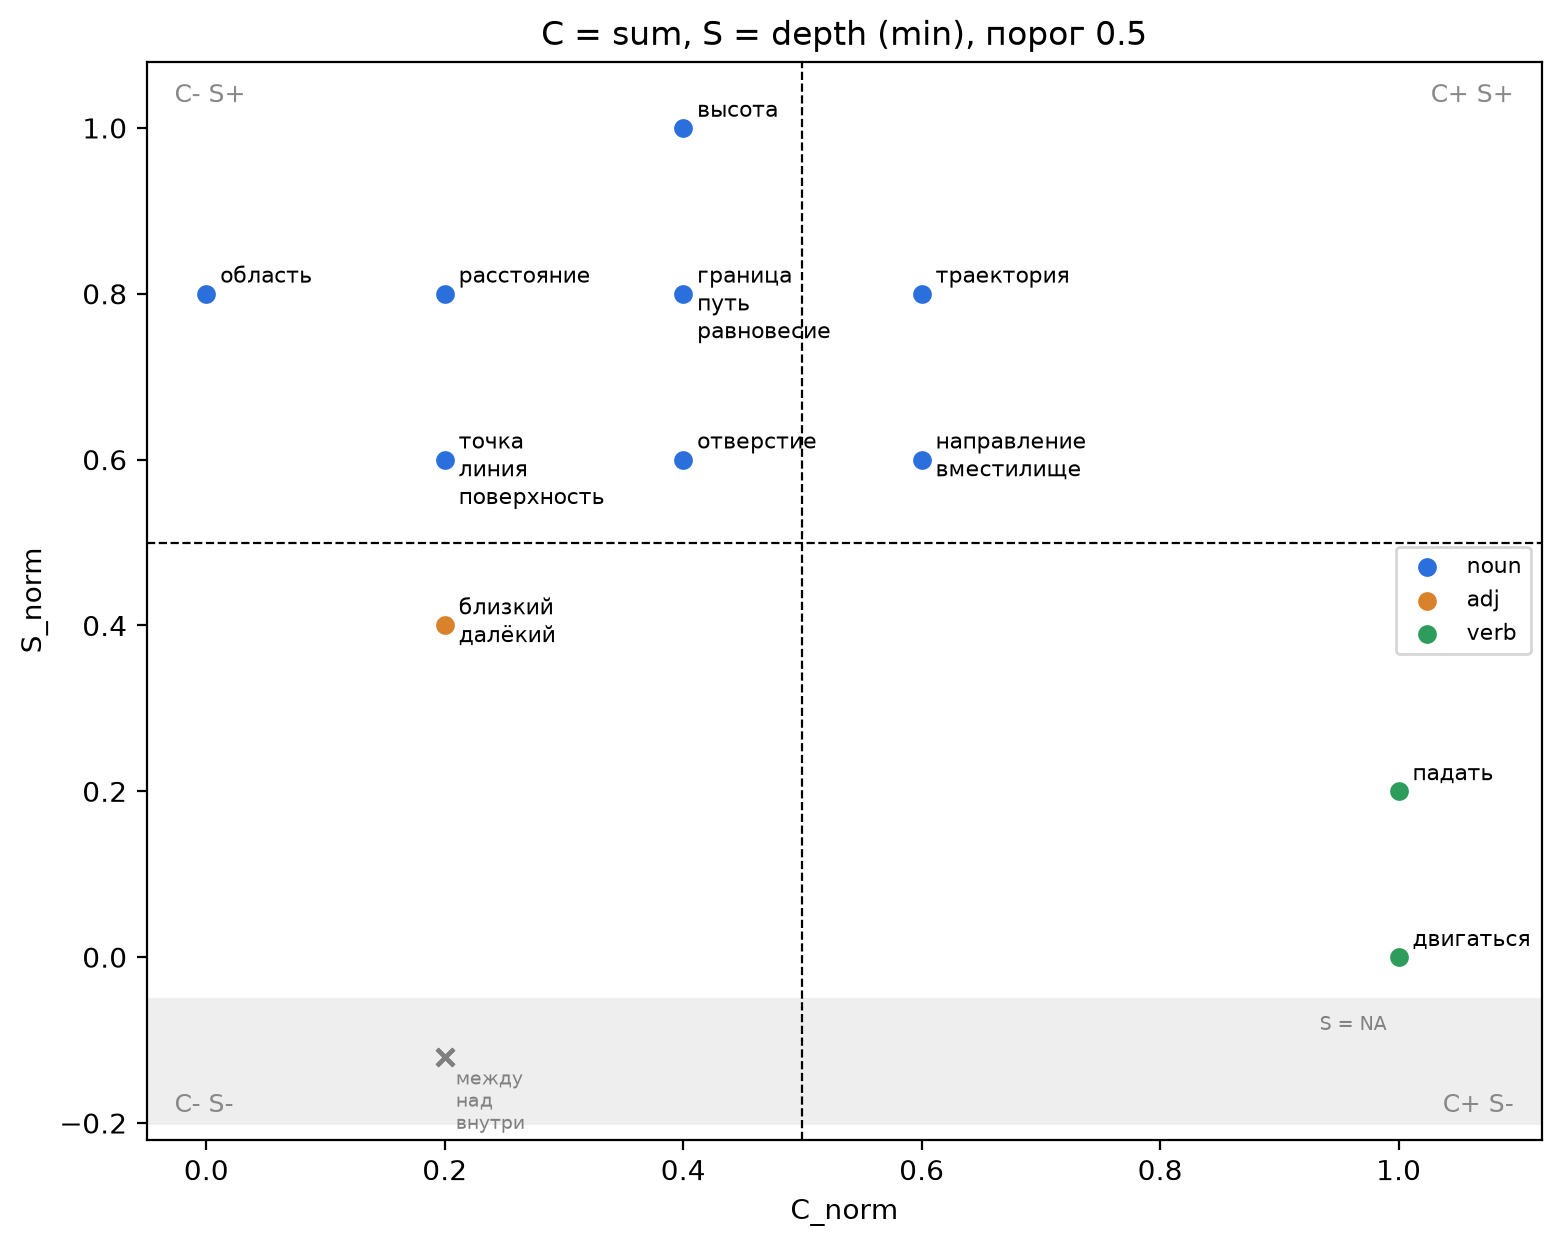 C = sum, S = depth (min), порог 0.5
C- S+
C+ S+
высота
1.0
область
расстояние
граница
путь
равновесие
траектория
0.8
точка
линия
поверхность
отверстие
направление
вместилище
0.6
S_norm
noun
adj
verb
близкий
далёкий
0.4
падать
0.2
двигаться
0.0
S = NA
между
над
внутри
C- S-
C+ S-
−0.2
0.0
0.2
0.4
0.6
0.8
1.0
C_norm